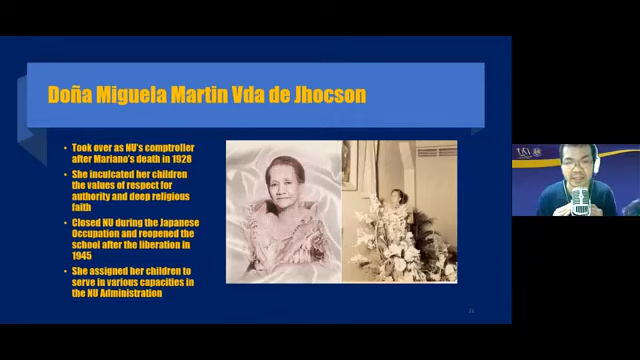 Doña Miguela Martin Vda de Jhocson
• Took over as NU's comptroller
after Mariano's death in 1928
• She inculcated her children
the values of respect for
authority and deep religious
faith
• Closed NU during the Japanese
Occupation and reopened the
school after the liberation in
1945
• She assigned her children to
serve in various capacities in
the NU Administration